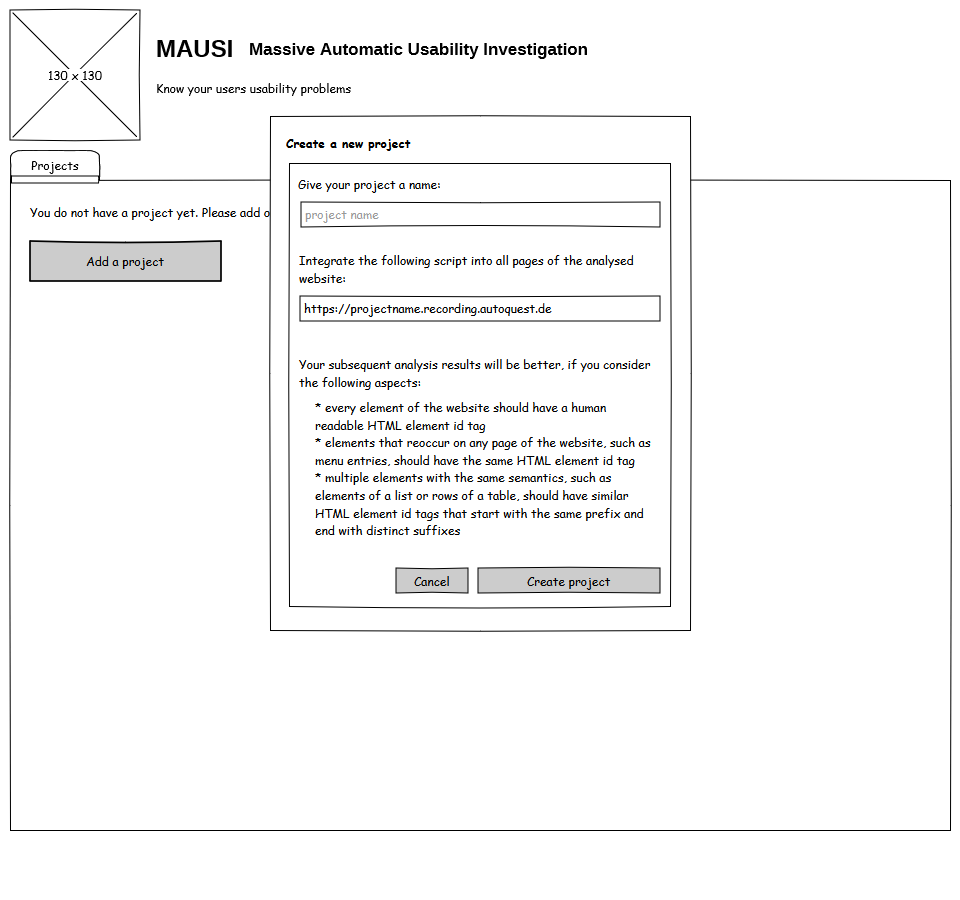 130 x 130
MAUSI Massive Automatic Usability Investigation
Know your users usability problems
Projects
You do not have a project yet. Please add o
Add a project
Create a new project
Give your project a name:
project name
Integrate the following script into all pages of the analysed
website:
https://projectname.recording.autoquest.de
Your subsequent analysis results will be better, if you consider
the following aspects:
* every element of the website should have a human
readable HTML element id tag
* elements that reoccur on any page of the website, such as
menu entries, should have the same HTML element id tag
* multiple elements with the same semantics, such as
elements of a list or rows of a table, should have similar
HTML element id tags that start with the same prefix and
end with distinct suffixes
Cancel
Create project